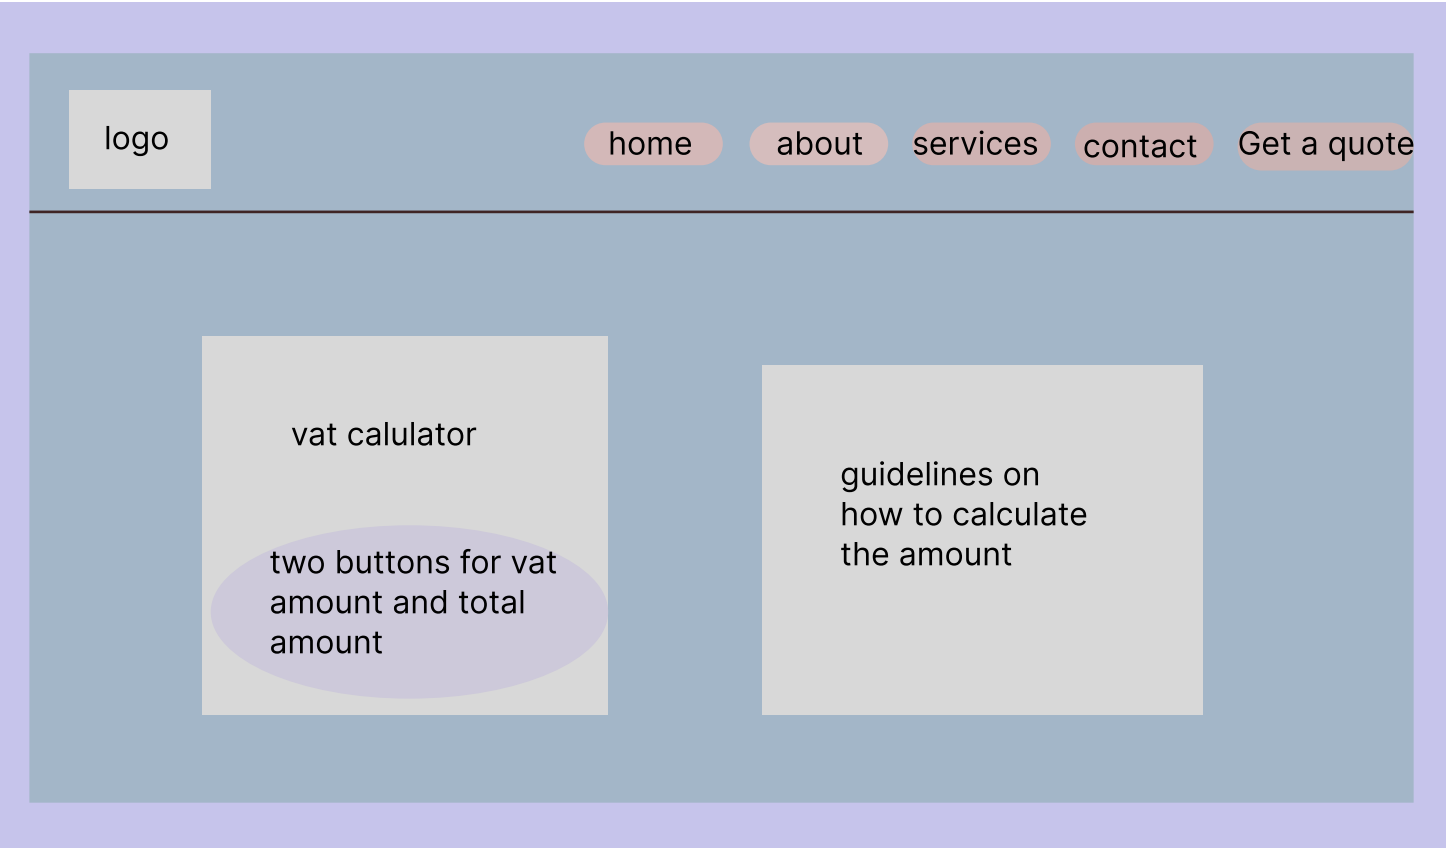 logo
home
about
services
contact
Get a quote
vat calulator
two buttons for vat
amount and total
amount
guidelines on
how to calculate
the amount